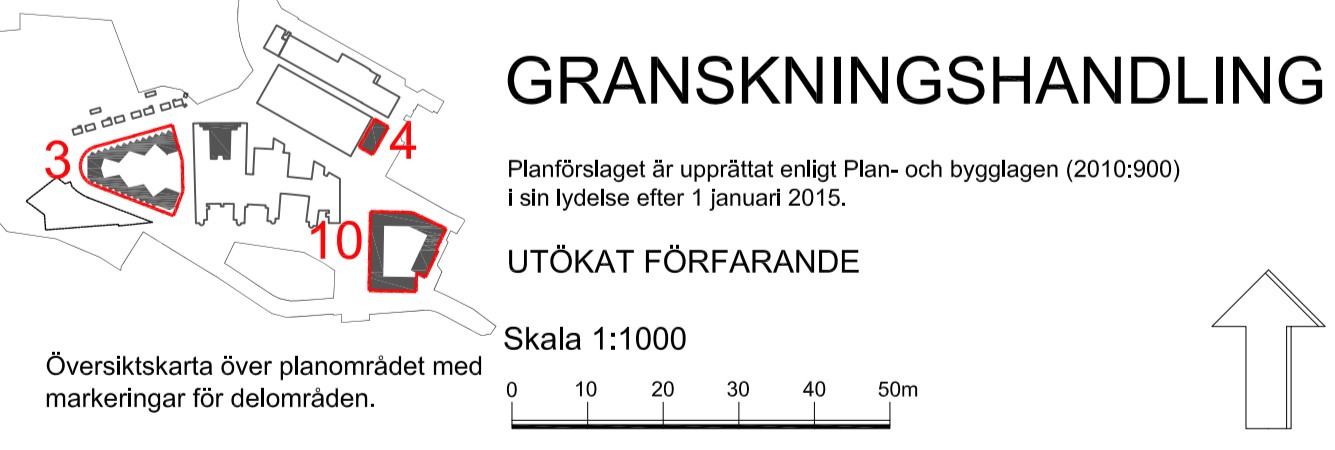 3
4
10
Översiktskarta över planområdet med
markeringar för delområden.
GRANSKNINGSHANDLING
Planförslaget är upprättat enligt Plan- och bygglagen (2010:900)
i sin lydelse efter 1 januari 2015.
UTÖKAT FÖRFARANDE
Skala 1:1000
0 10 20 30 40 50m